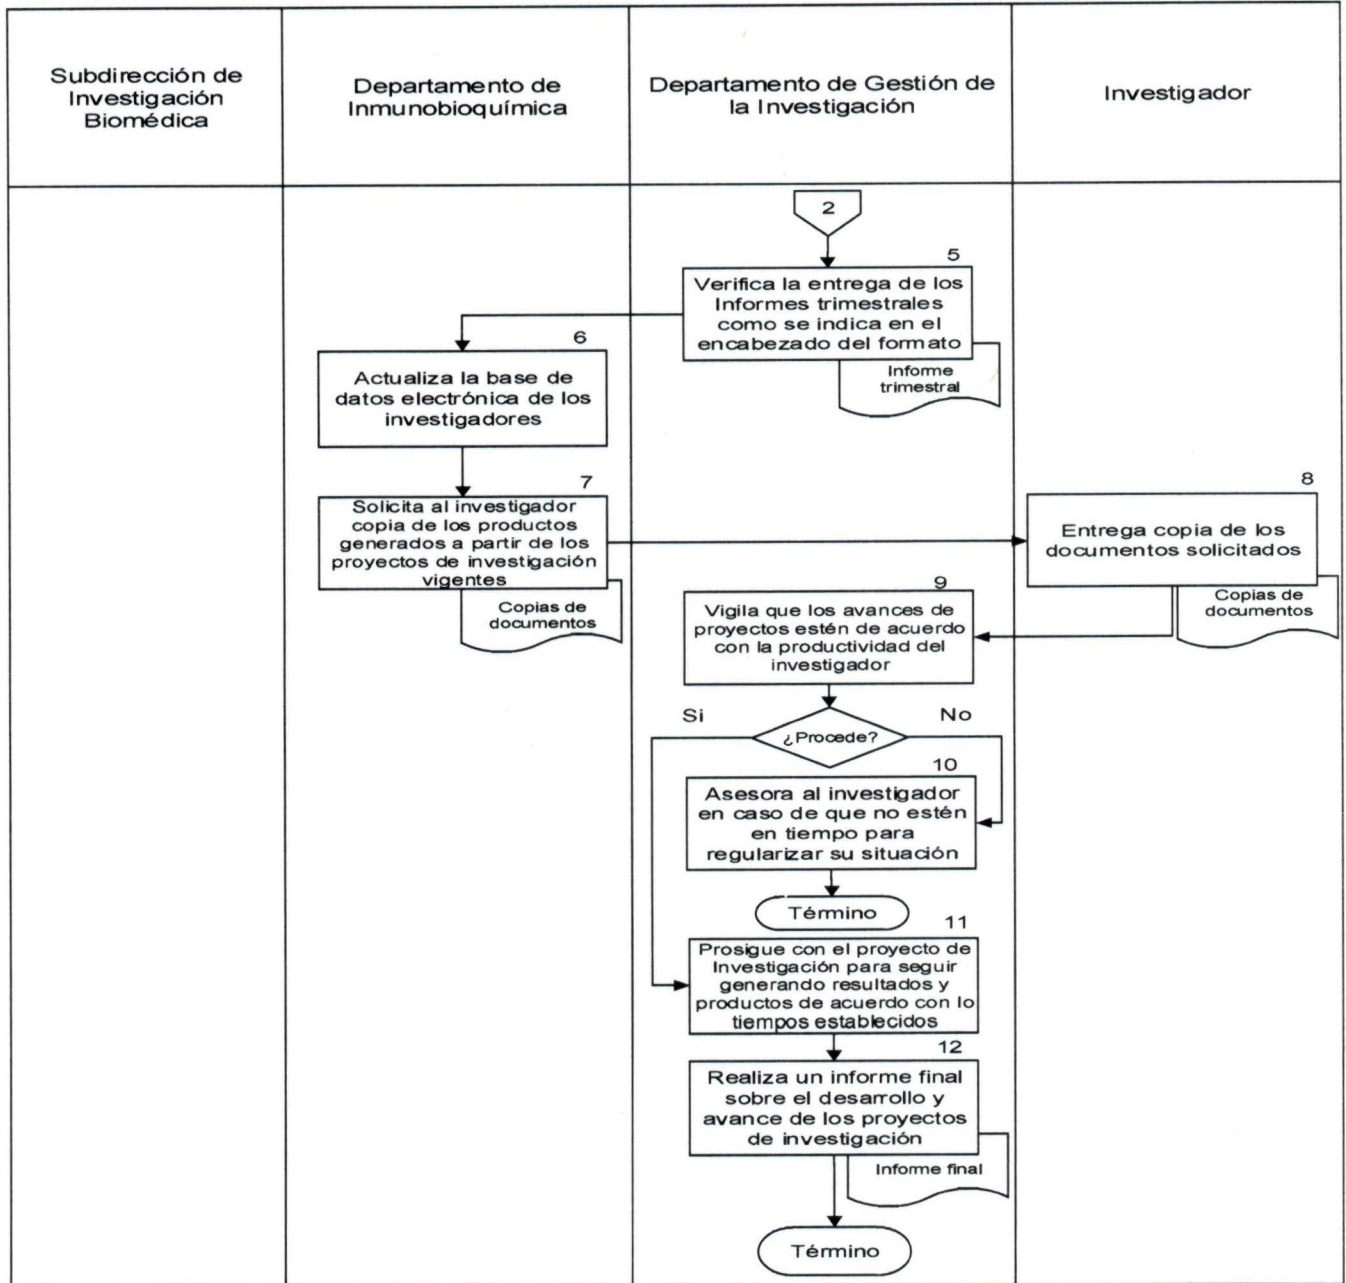 Subdirección de
Investigación
Biomédica
Departamento de
Inmunobioquímica
Departamento de Gestión de
la Investigación
Investigador
2
5
Verifica la entrega de los
Informes trimestrales
como se indica en el
encabezado del formato
Informe
trimestral
6
Actualiza la base de
datos electrónica de los
investigadores
7
Solicita al investigador
copia de los productos
generados a partir de los
proyectos de investigación
vigentes
Copias de
documentos
8
Entrega copia de los
documentos solicitados
Copias de
documentos
9
Vigila que los avances de
proyectos estén de acuerdo
con la productividad del
investigador
Si
No
¿Procede?
10
Asesora al investigador
en caso de que no estén
en tiempo para
regularizar su situación
Término
11
Prosigue con el proyecto de
Investigación para seguir
generando resultados y
productos de acuerdo con lo
tiempos establecidos
12
Realiza un informe final
sobre el desarrollo y
avance de los proyectos
de investigación
Informe final
Término